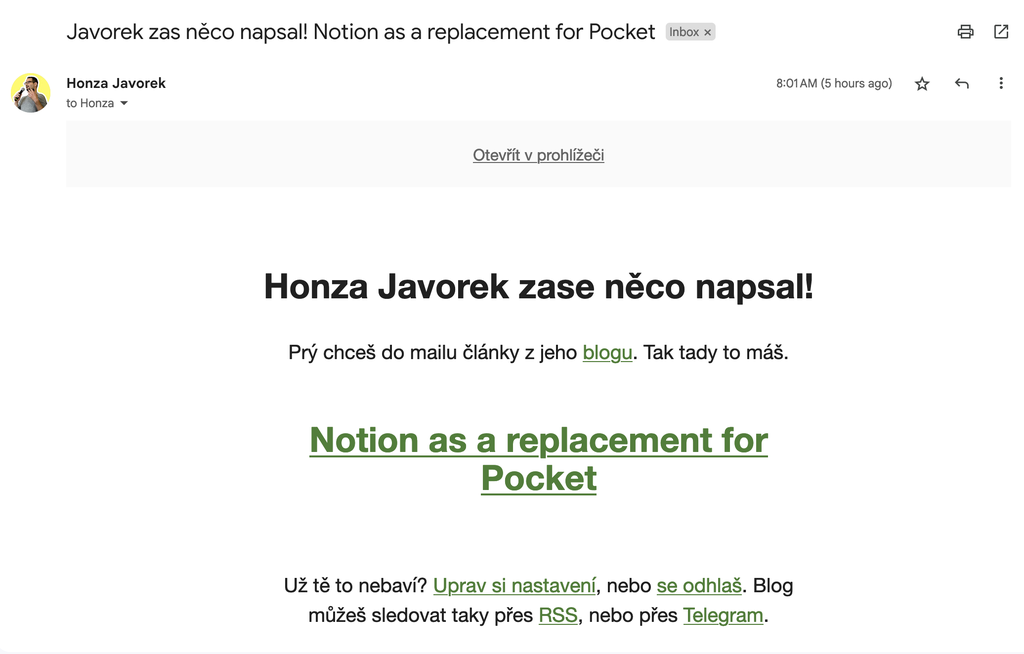 Javorek zas něco napsal! Notion as a replacement for Pocket Inbox ×
Honza Javorek 8:01 AM (5 hours ago)
to Honza
Otevřít v prohlížeči
Honza Javorek zase něco napsal!
Prý chceš do mailu články z jeho blogu. Tak tady to máš.
Notion as a replacement for
Pocket
Už tě to nebaví? Uprav si nastavení, nebo se odhlaš. Blog
můžeš sledovat taky přes RSS, nebo přes Telegram.